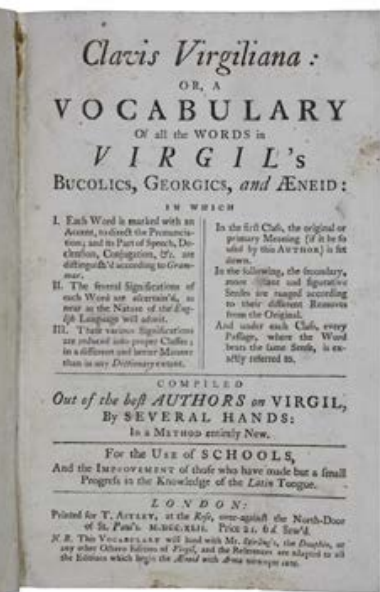 Clavis Virgiliana:
OR, A
VOCABULARY
Of all the WORDS in
VIRGIL's
BUCOLICS, GEORGICS, and ÆNEID:
IN WHICH
I. Each Word is marked with an
Accent, to direct the Pronuncia-
tion; and its Part of Speech, De-
clension, Conjugation, &c. are
distinguish'd according to Gram-
mar.
II. The several Significations of
each Word are ascertain'd, as
near as the Nature of the Eng-
lish Language will admit.
III. These various Significations
are reduced into proper Classes;
in a different and better Manner
than in any Dictionary extant.
In the first Class, the original or
primary Meaning (if it be so
used by this AUTHOR) is set
down.
In the following, the secondary,
more distant and figurative
Senses are ranged according
to their different Removes
from the Original.
And under each Class, every
Passage, where the Word
bears the same Sense, is ex-
actly referred to.
COMPILED
Out of the best AUTHORS on VIRGIL,
By SEVERAL HANDS:
In a METHOD entirely New.
For the USE of SCHOOLS,
And the IMPROVEMENT of those who have made but a small
Progress in the Knowledge of the Latin Tongue.
LONDON:
Printed for T. ASTLEY, at the Rose, over-against the North-Door
of St. Paul's. M.DCC.XLII. Price 2s. 6d. Sew'd.
N. B. This VOCABULARY will bind with Mr. Stirling's, the Dauphin, or
any other Octavo Editions of Virgil, and the References are adapted to all
the Editions which begin the Æneid with Arma virumque cano.